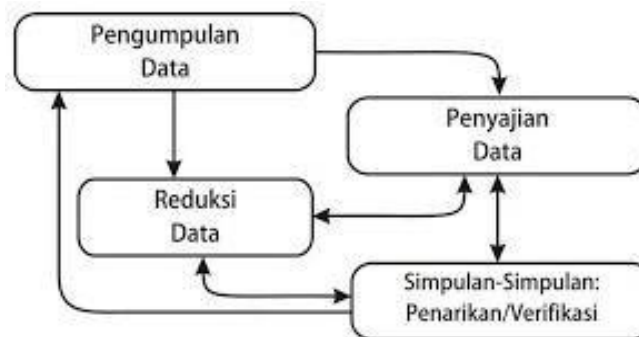 Pengumpulan
Data
Penyajian
Data
Reduksi
Data
Simpulan-Simpulan:
Penarikan/Verifikasi